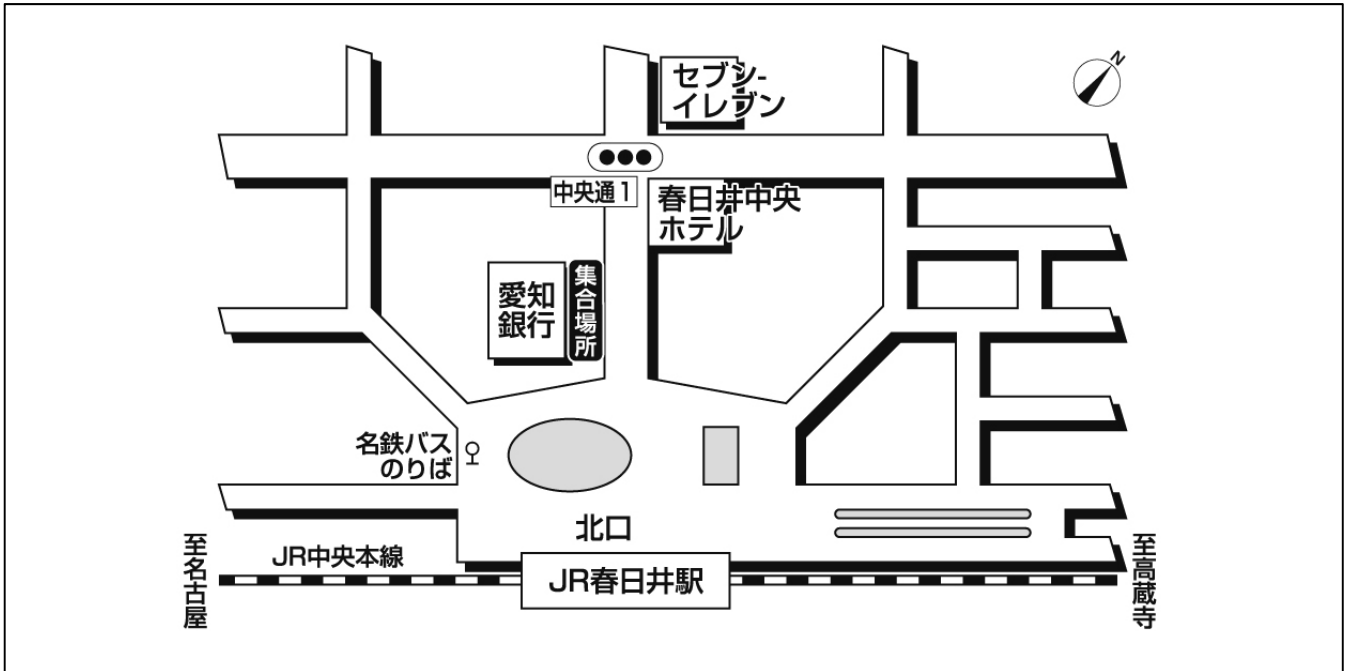 セブン-
イレブン
N
中央通1
春日井中央
ホテル
愛知
銀行
集合場所
名鉄バス
のりば
北口
至名古屋
JR中央本線
JR春日井駅
至高蔵寺